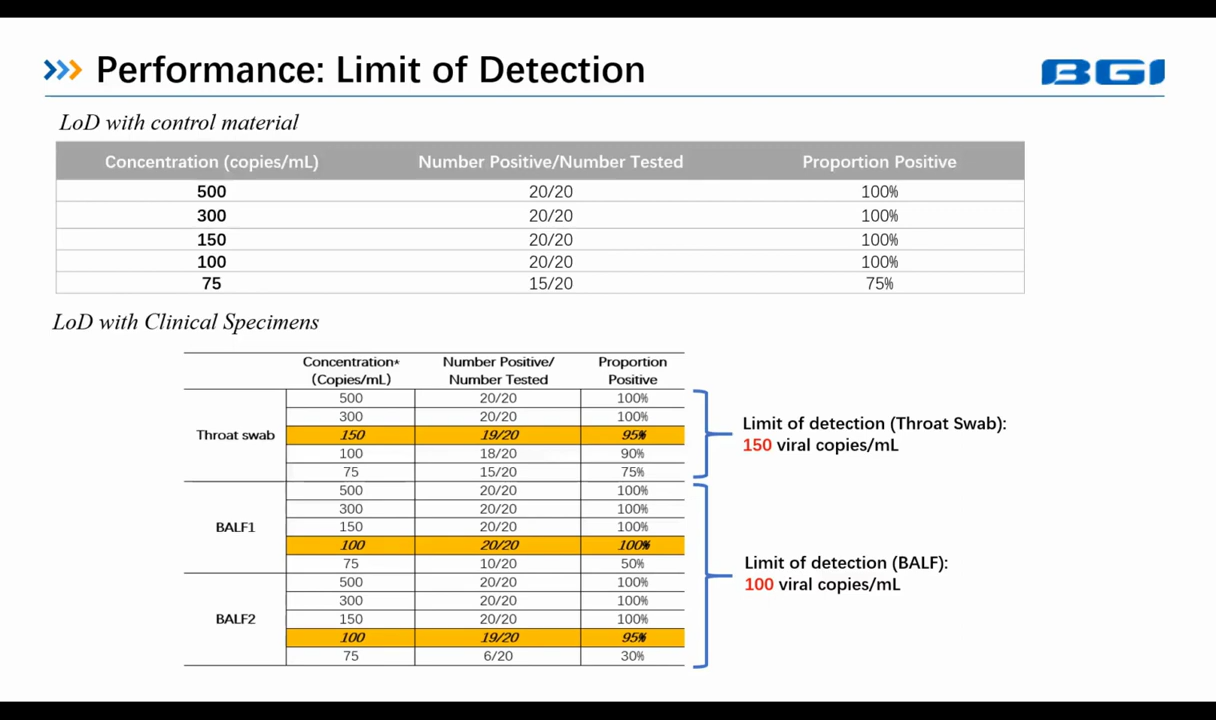 Performance: Limit of Detection
BGI
LoD with control material
Concentration (copies/mL) Number Positive/Number Tested Proportion Positive
500 20/20 100%
300 20/20 100%
150 20/20 100%
100 20/20 100%
75 15/20 75%
LoD with Clinical Specimens
Concentration* Number Positive/ Proportion
(Copies/mL) Number Tested Positive
500 20/20 100%
300 20/20 100%
Throat swab 150 19/20 95%
100 18/20 90%
75 15/20 75%
Limit of detection (Throat Swab):
150 viral copies/mL
500 20/20 100%
300 20/20 100%
BALF1 150 20/20 100%
100 20/20 100%
75 10/20 50%
500 20/20 100%
300 20/20 100%
BALF2 150 20/20 100%
100 19/20 95%
75 6/20 30%
Limit of detection (BALF):
100 viral copies/mL